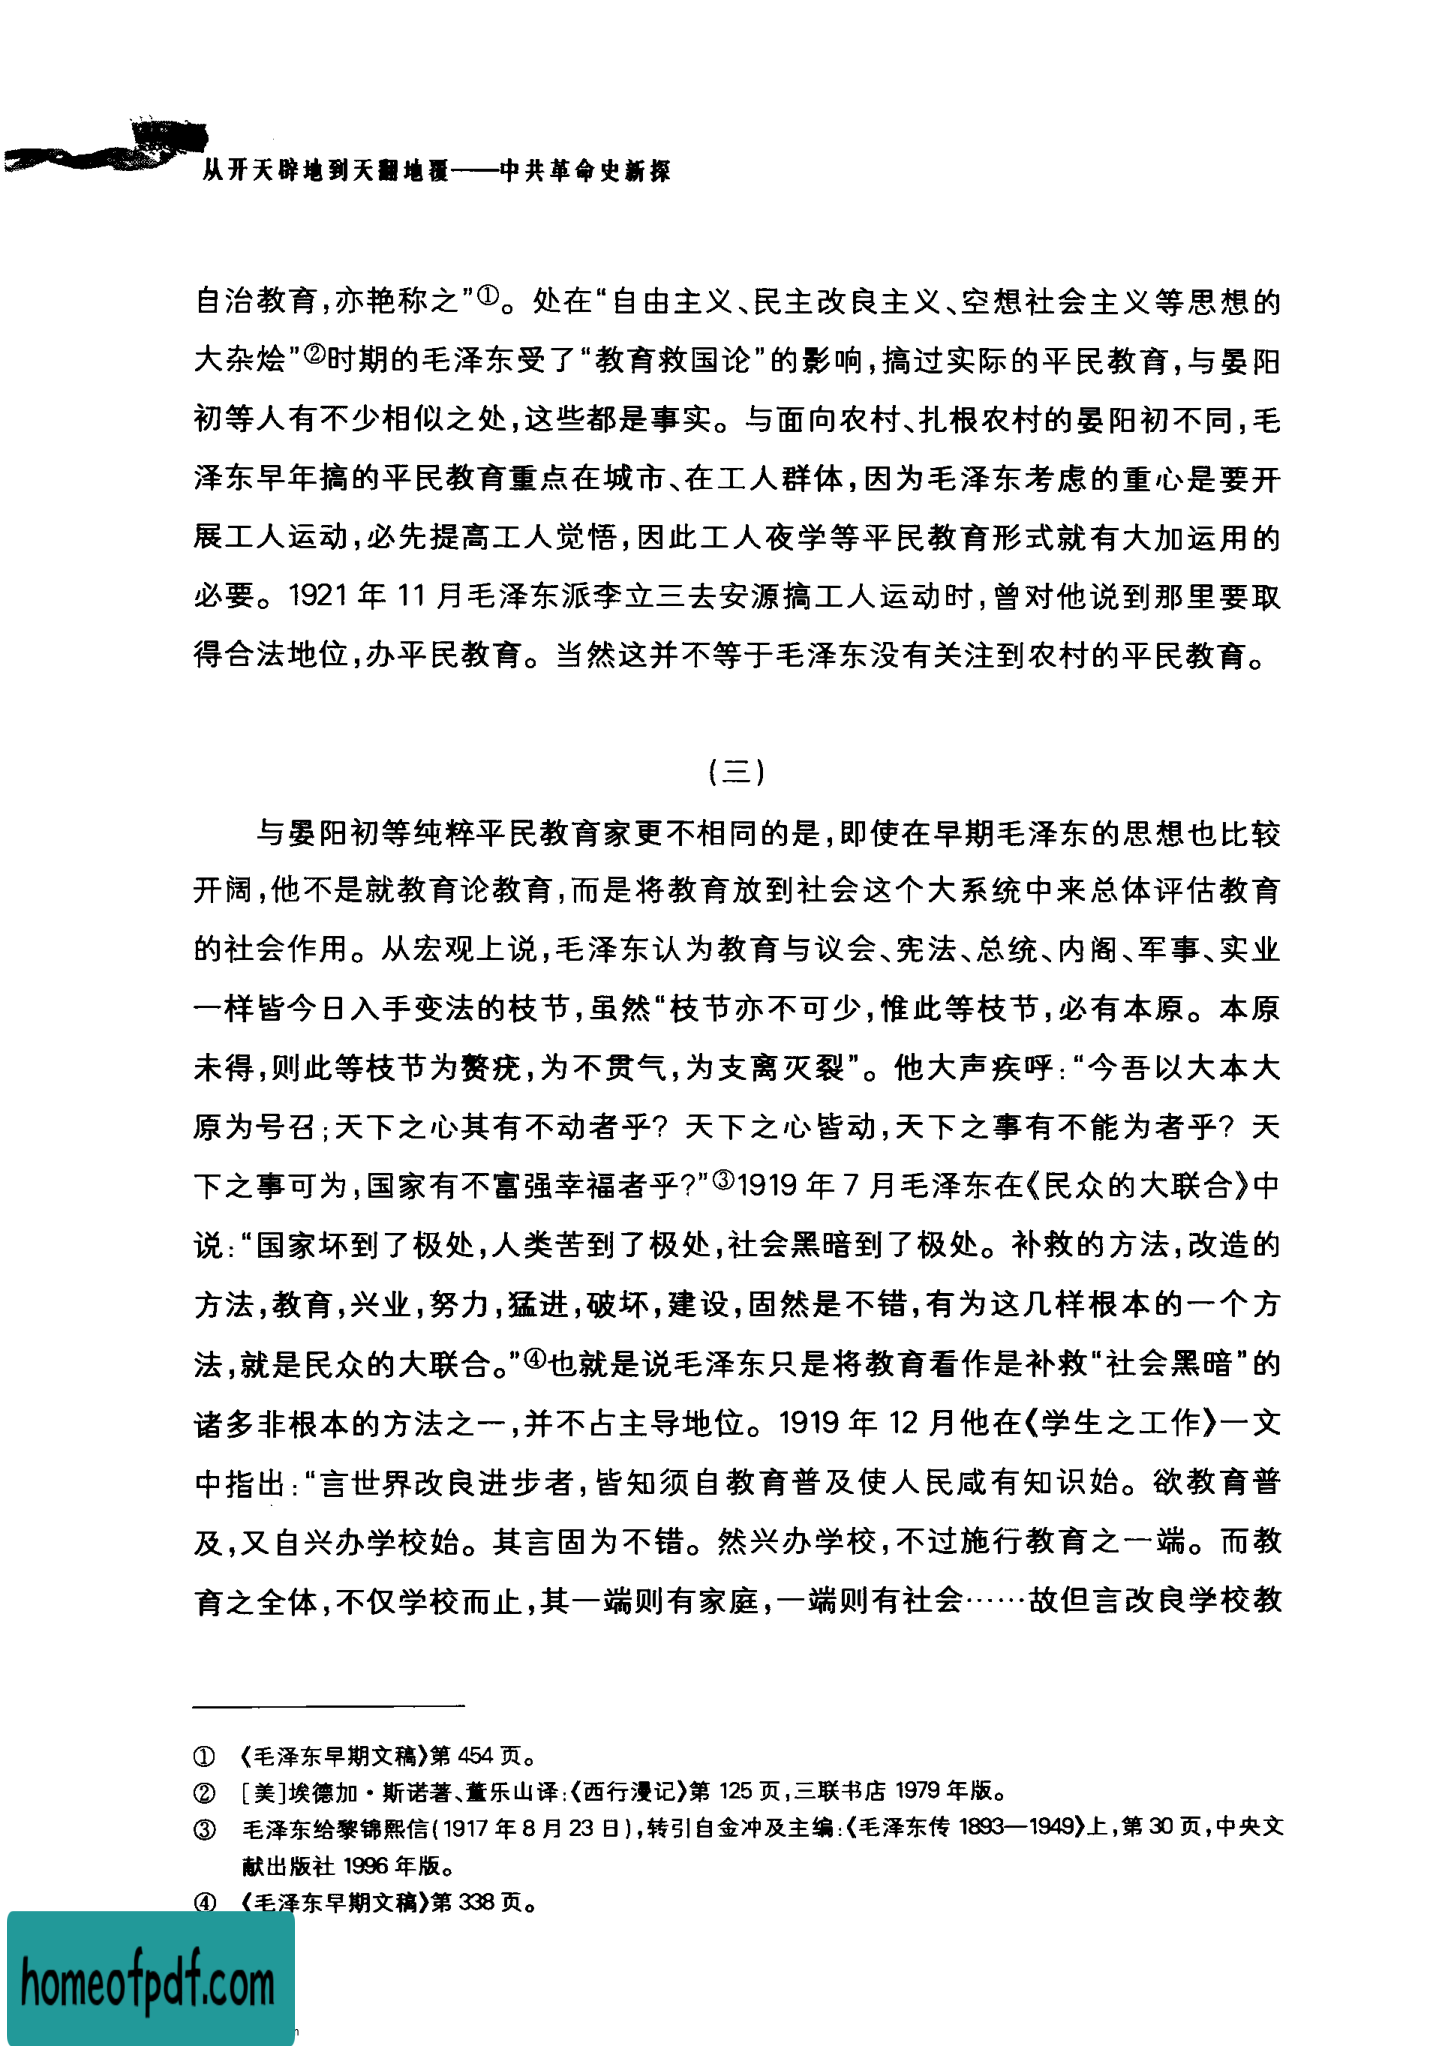 从开天辟地到天翻地覆——中共革命史新探
自治教育,亦艳称之”①。处在“自由主义、民主改良主义、空想社会主义等思想的
大杂烩”②时期的毛泽东受了“教育救国论”的影响,搞过实际的平民教育,与晏阳
初等人有不少相似之处,这些都是事实。与面向农村、扎根农村的晏阳初不同,毛
泽东早年搞的平民教育重点在城市、在工人群体,因为毛泽东考虑的重心是要开
展工人运动,必先提高工人觉悟,因此工人夜学等平民教育形式就有大加运用的
必要。1921 年 11 月毛泽东派李立三去安源搞工人运动时,曾对他说到那里要取
得合法地位,办平民教育。当然这并不等于毛泽东没有关注到农村的平民教育。
(三)
与晏阳初等纯粹平民教育家更不相同的是,即使在早期毛泽东的思想也比较
开阔,他不是就教育论教育,而是将教育放到社会这个大系统中来总体评估教育
的社会作用。从宏观上说,毛泽东认为教育与议会、宪法、总统、内阁、军事、实业
一样皆今日入手变法的枝节,虽然“枝节亦不可少,惟此等枝节,必有本原。本原
未得,则此等枝节为赘疣,为不贯气,为支离灭裂”。他大声疾呼:“今吾以大本大
原为号召;天下之心其有不动者乎? 天下之心皆动,天下之事有不能为者乎? 天
下之事可为,国家有不富强幸福者乎?”③1919 年 7 月毛泽东在《民众的大联合》中
说:“国家坏到了极处,人类苦到了极处,社会黑暗到了极处。补救的方法,改造的
方法,教育,兴业,努力,猛进,破坏,建设,固然是不错,有为这几样根本的一个方
法,就是民众的大联合。”④也就是说毛泽东只是将教育看作是补救“社会黑暗”的
诸多非根本的方法之一,并不占主导地位。1919 年 12 月他在《学生之工作》一文
中指出:“言世界改良进步者,皆知须自教育普及使人民咸有知识始。欲教育普
及,又自兴办学校始。其言固为不错。然兴办学校,不过施行教育之一端。而教
育之全体,不仅学校而止,其一端则有家庭,一端则有社会……故但言改良学校教
① 《毛泽东早期文稿》第 454 页。
② [美]埃德加·斯诺著、董乐山译:《西行漫记》第 125 页,三联书店 1979 年版。
③ 毛泽东给黎锦熙信(1917 年 8 月 23 日),转引自金冲及主编:《毛泽东传 1893—1949》上,第 30 页,中央文
献出版社 1996 年版。
④ 《毛泽东早期文稿》第 338 页。
homeofpdf.com